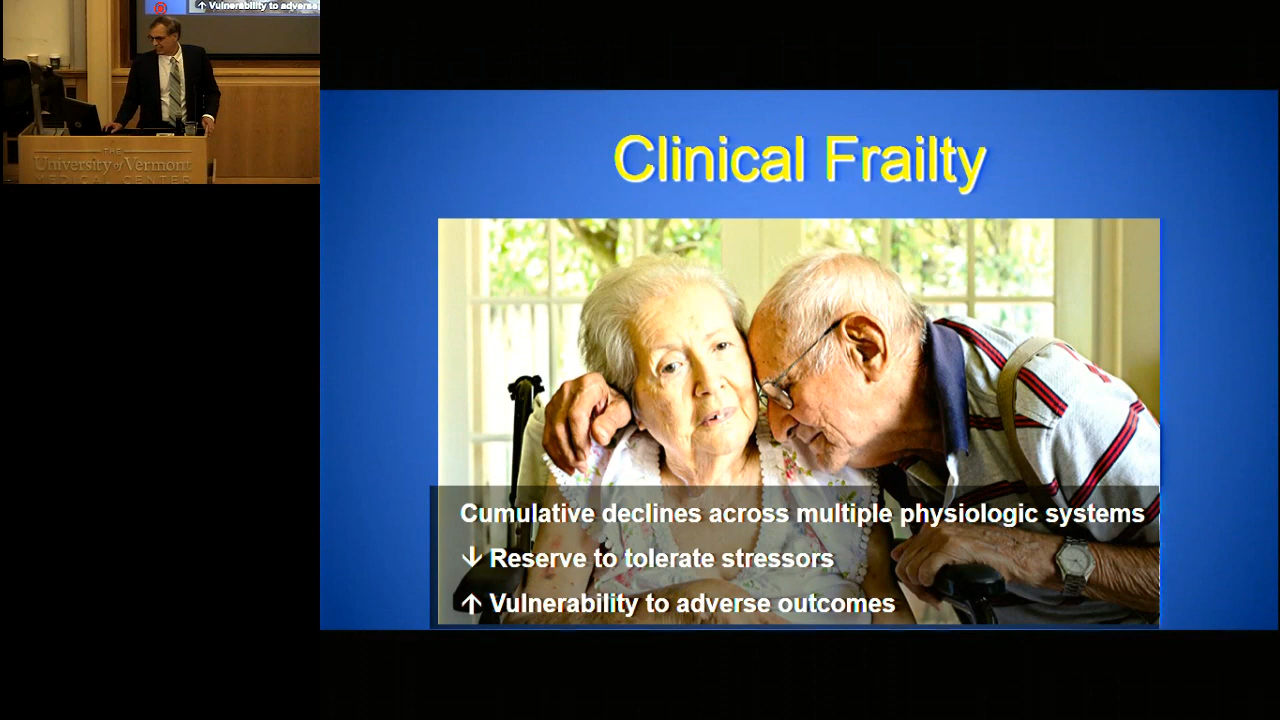 ↑ Vulnerability to adverse
THE
University of Vermont
MEDICAL CENTER
Clinical Frailty
Cumulative declines across multiple physiologic systems
↓ Reserve to tolerate stressors
↑ Vulnerability to adverse outcomes